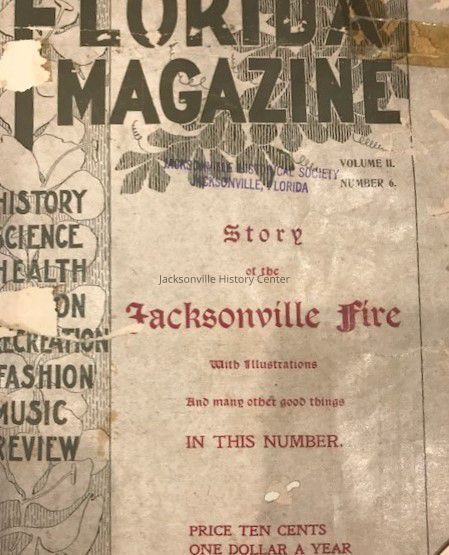 FLORIDA
MAGAZINE
JACKSONVILLE HISTORICAL SOCIETY
JACKSONVILLE, FLORIDA
VOLUME II.
NUMBER 6.
HISTORY
SCIENCE
HEALTH
ON
RECREATION
FASHION
MUSIC
REVIEW
Story
of the
Jacksonville Fire
With Illustrations
And many other good things
IN THIS NUMBER.
PRICE TEN CENTS
ONE DOLLAR A YEAR
Jacksonville History Center